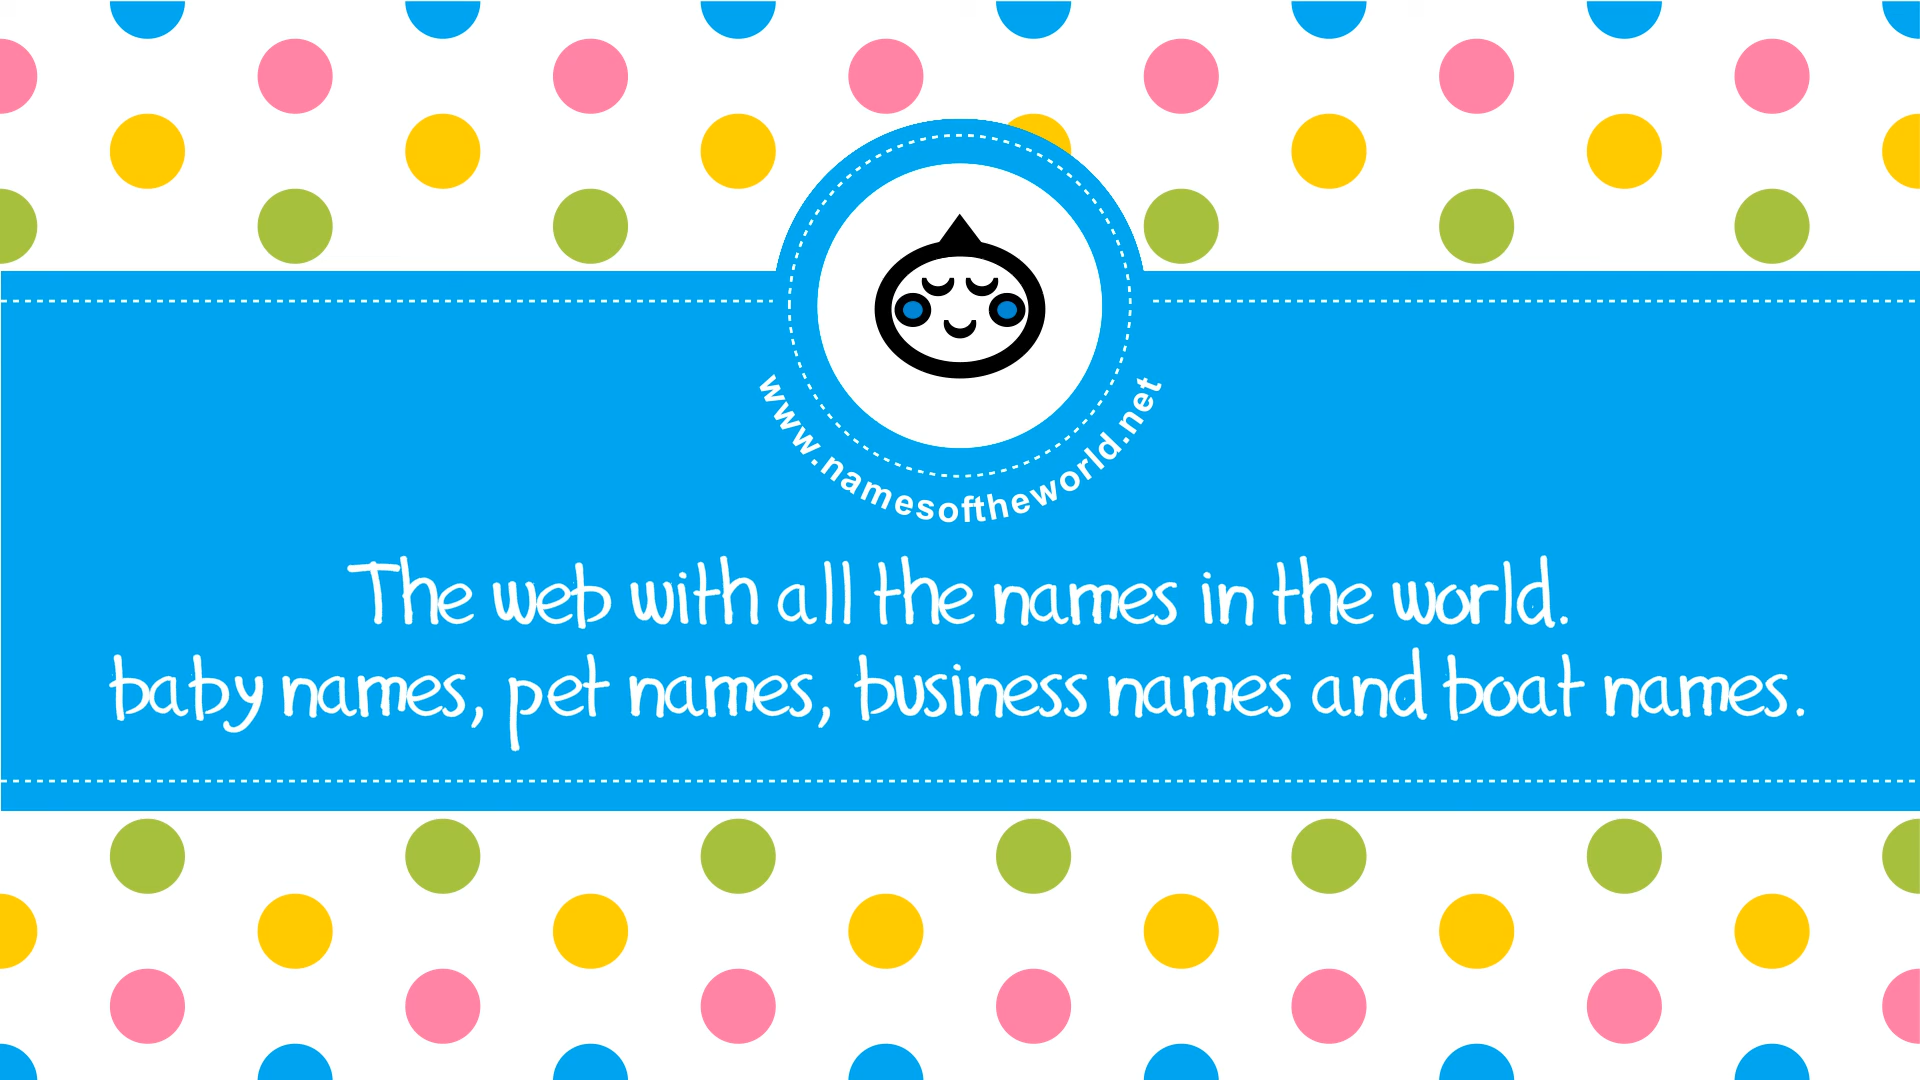 www.namesoftheworld.net
The web with all the names in the world.
baby names, pet names, business names and boat names.